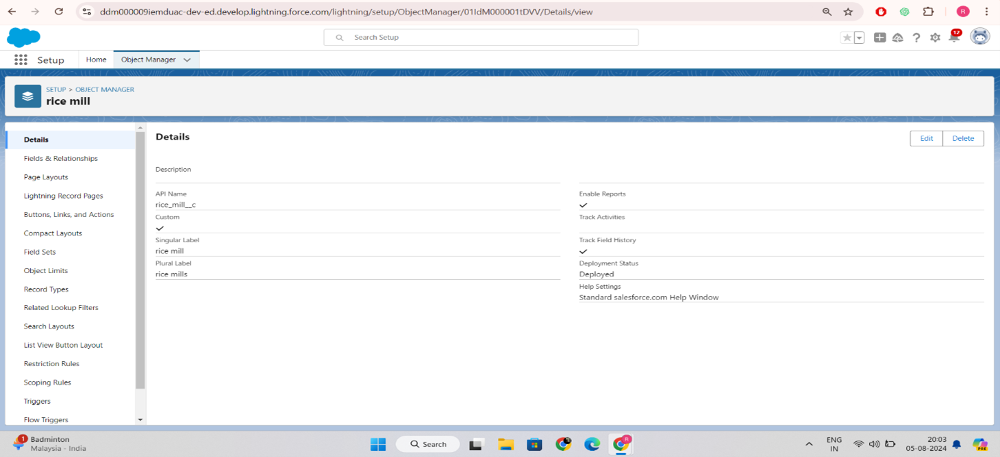 ddm000009iemduac-dev-ed.develop.lightning.force.com/lightning/setup/ObjectManager/01IdM000001tDVV/Details/view
R
Search Setup
12
Setup
Home
Object Manager
SETUP > OBJECT MANAGER
rice mill
Details
Fields & Relationships
Page Layouts
Lightning Record Pages
Buttons, Links, and Actions
Compact Layouts
Field Sets
Object Limits
Record Types
Related Lookup Filters
Search Layouts
List View Button Layout
Restriction Rules
Scoping Rules
Triggers
Flow Triggers
Details
Edit
Delete
Description
API Name
rice_mill__c
Custom
Singular Label
rice mill
Plural Label
rice mills
Enable Reports
Track Activities
Track Field History
Deployment Status
Deployed
Help Settings
Standard salesforce.com Help Window
1
Badminton
Malaysia - India
Search
R
ENG
IN
20:03
05-08-2024
PRE